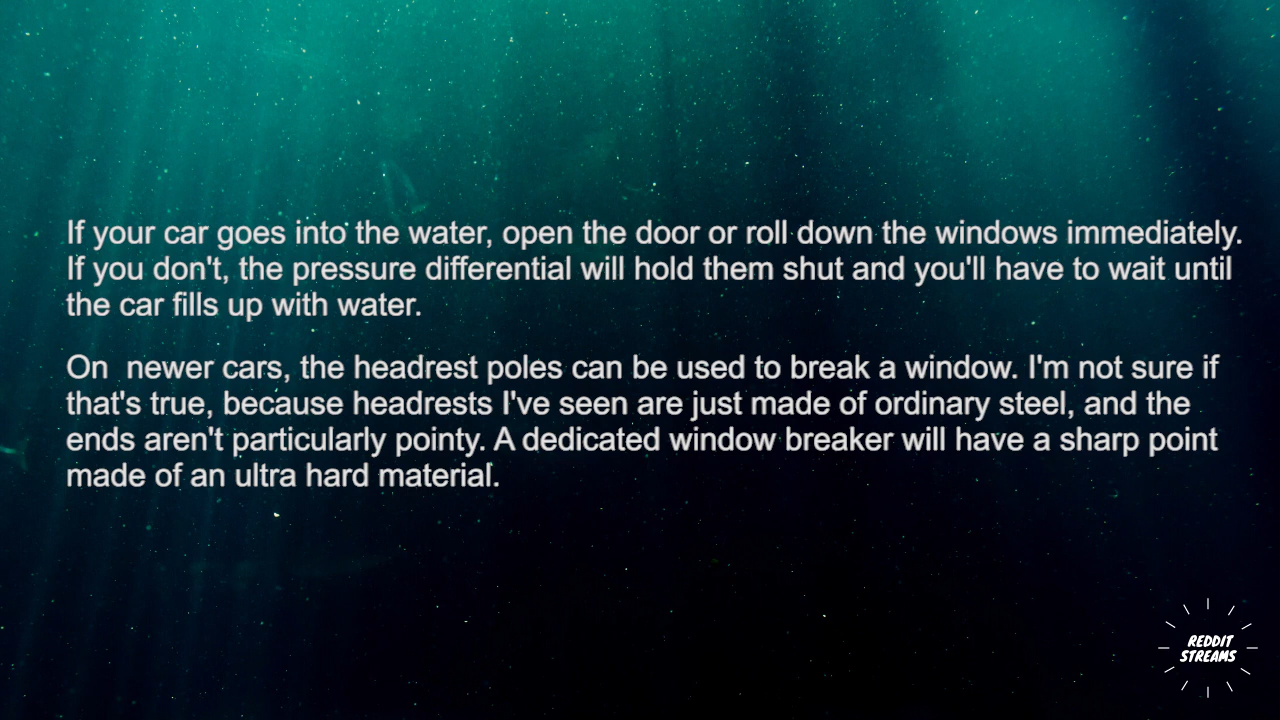 If your car goes into the water, open the door or roll down the windows immediately.
If you don't, the pressure differential will hold them shut and you'll have to wait until
the car fills up with water.
On  newer cars, the headrest poles can be used to break a window. I'm not sure if
that's true, because headrests I've seen are just made of ordinary steel, and the
ends aren't particularly pointy. A dedicated window breaker will have a sharp point
made of an ultra hard material.
REDDIT
STREAMS